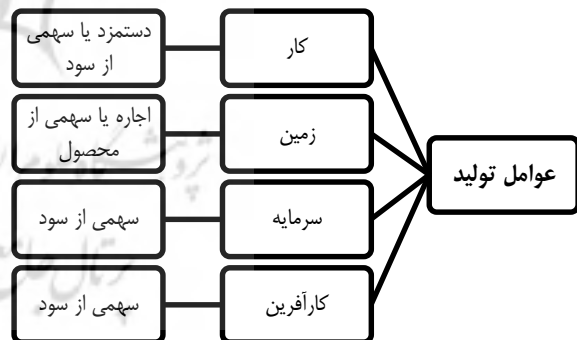 عوامل تولید
کار
دستمزد یا سهمی
از سود
زمین
اجاره یا سهمی از
محصول
سرمایه
سهمی از سود
کارآفرین
سهمی از سود